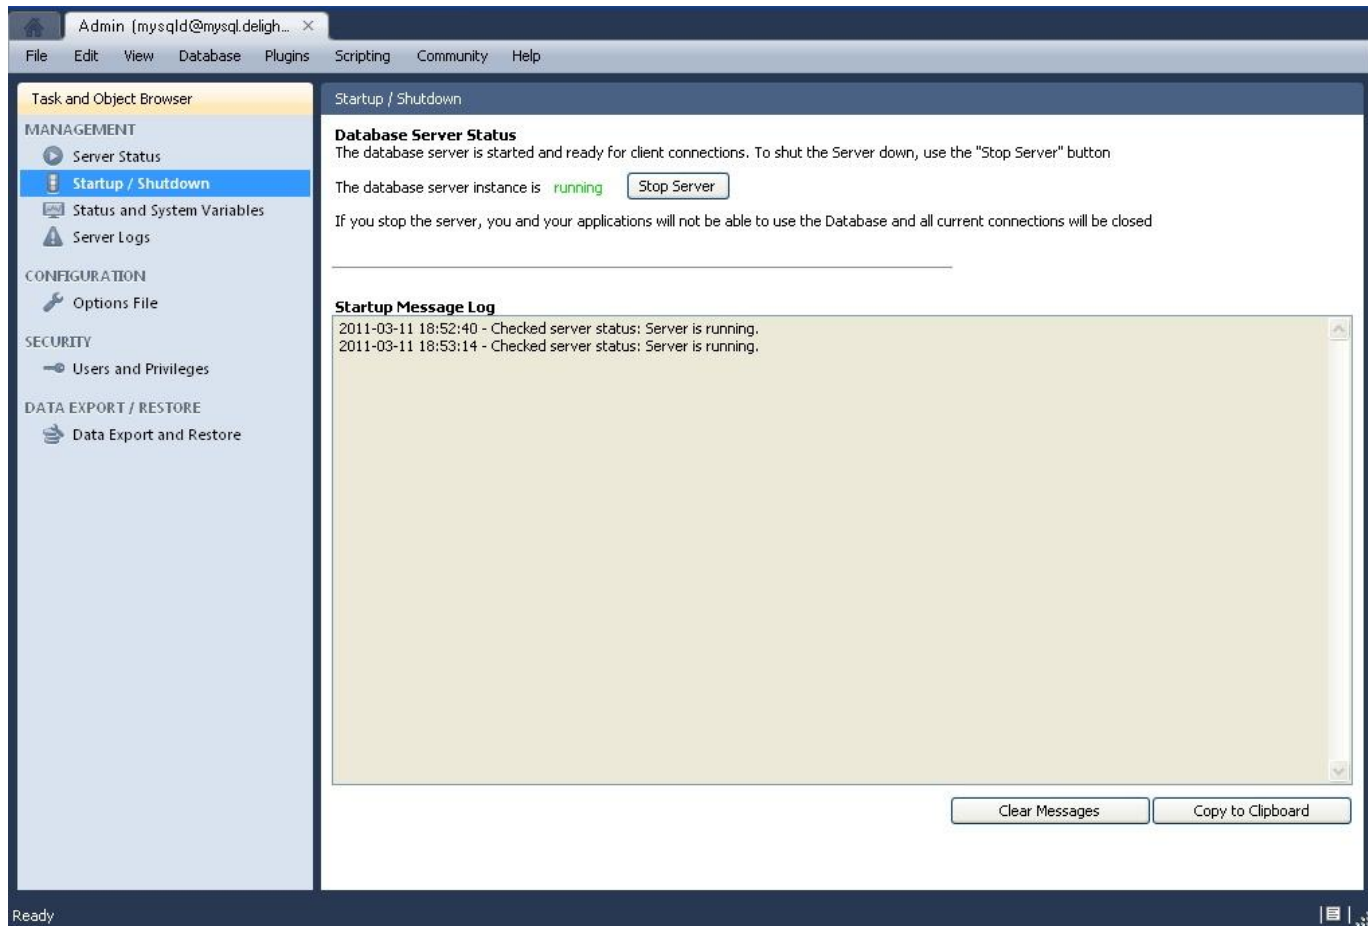 Admin (mysqld@mysql.deligh... ×
File Edit View Database Plugins Scripting Community Help
Task and Object Browser
MANAGEMENT
Server Status
Startup / Shutdown
Status and System Variables
Server Logs
CONFIGURATION
Options File
SECURITY
Users and Privileges
DATA EXPORT / RESTORE
Data Export and Restore
Startup / Shutdown
Database Server Status
The database server is started and ready for client connections. To shut the Server down, use the "Stop Server" button
The database server instance is running Stop Server
If you stop the server, you and your applications will not be able to use the Database and all current connections will be closed
Startup Message Log
2011-03-11 18:52:40 - Checked server status: Server is running.
2011-03-11 18:53:14 - Checked server status: Server is running.
Clear Messages Copy to Clipboard
Ready